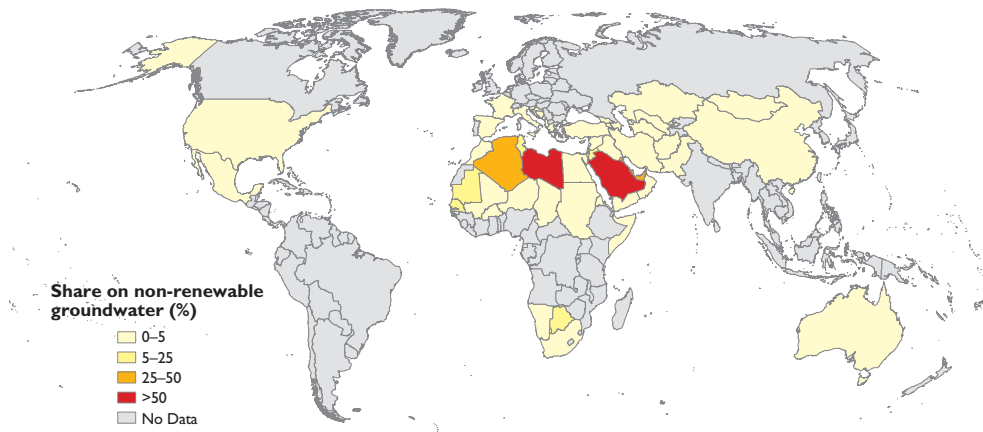 Share on non-renewable
groundwater (%)
0–5
5–25
25–50
>50
No Data